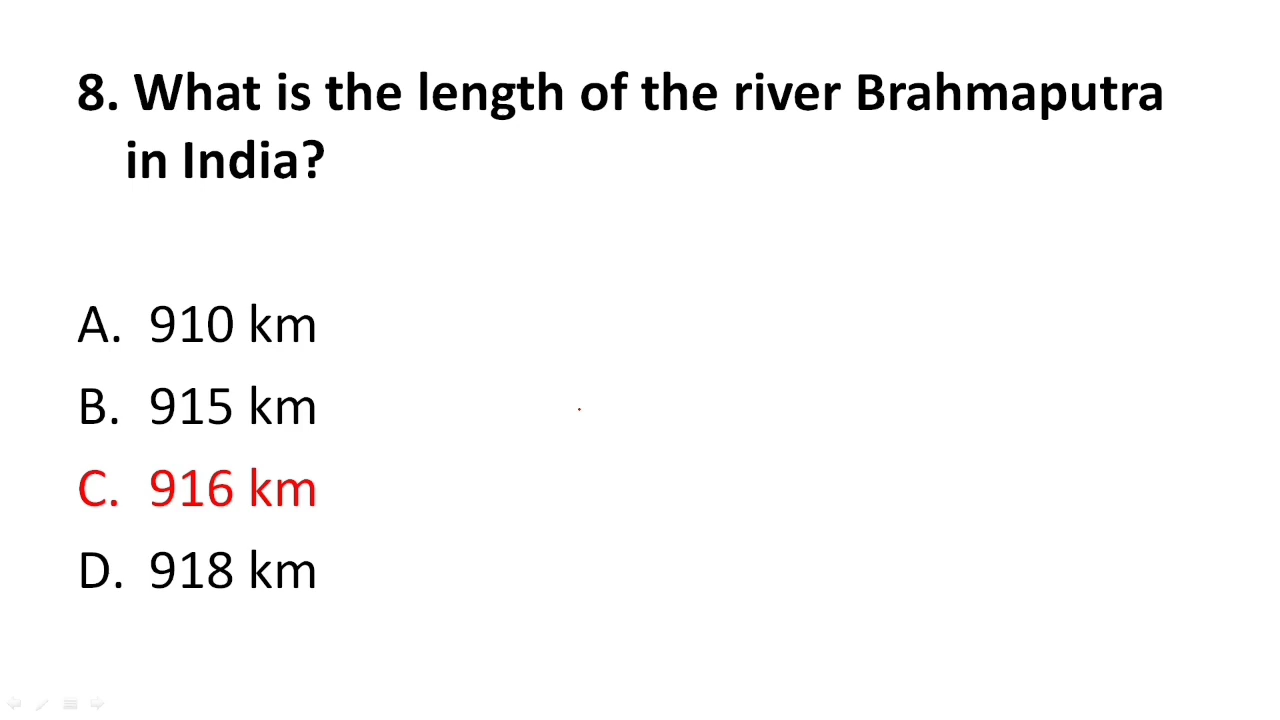 8. What is the length of the river Brahmaputra
in India?
A. 910 km
B. 915 km
C. 916 km
D. 918 km